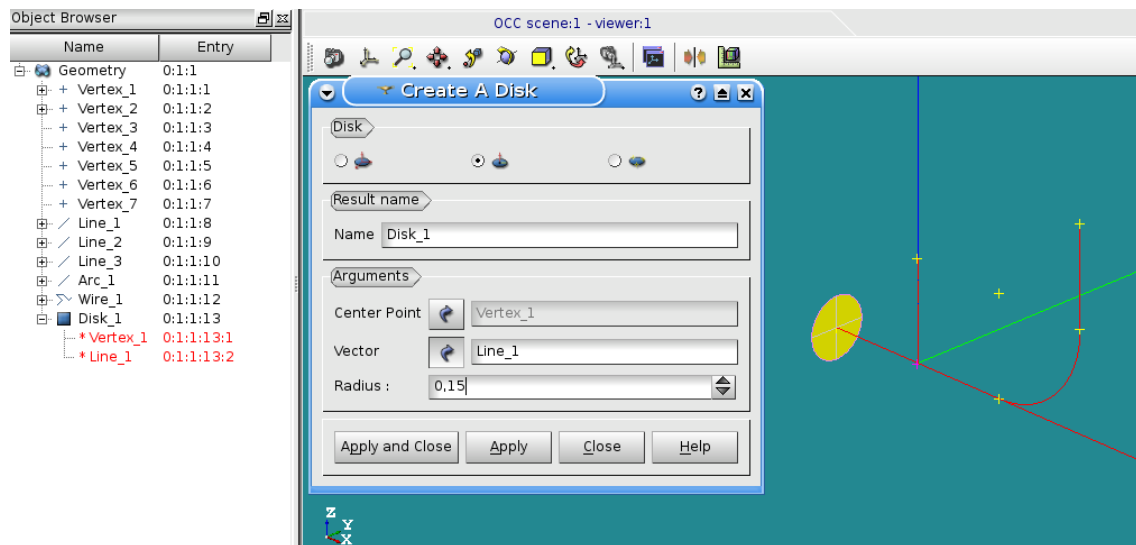 Object Browser
Name Entry
Geometry 0:1:1
Vertex_1 0:1:1:1
Vertex_2 0:1:1:2
Vertex_3 0:1:1:3
Vertex_4 0:1:1:4
Vertex_5 0:1:1:5
Vertex_6 0:1:1:6
Vertex_7 0:1:1:7
Line_1 0:1:1:8
Line_2 0:1:1:9
Line_3 0:1:1:10
Arc_1 0:1:1:11
Wire_1 0:1:1:12
Disk_1 0:1:1:13
* Vertex_1 0:1:1:13:1
* Line_1 0:1:1:13:2
OCC scene:1 - viewer:1
Create A Disk
Disk
Result name
Name Disk_1
Arguments
Center Point Vertex_1
Vector Line_1
Radius : 0,15
Apply and Close Apply Close Help
Z
Y
X